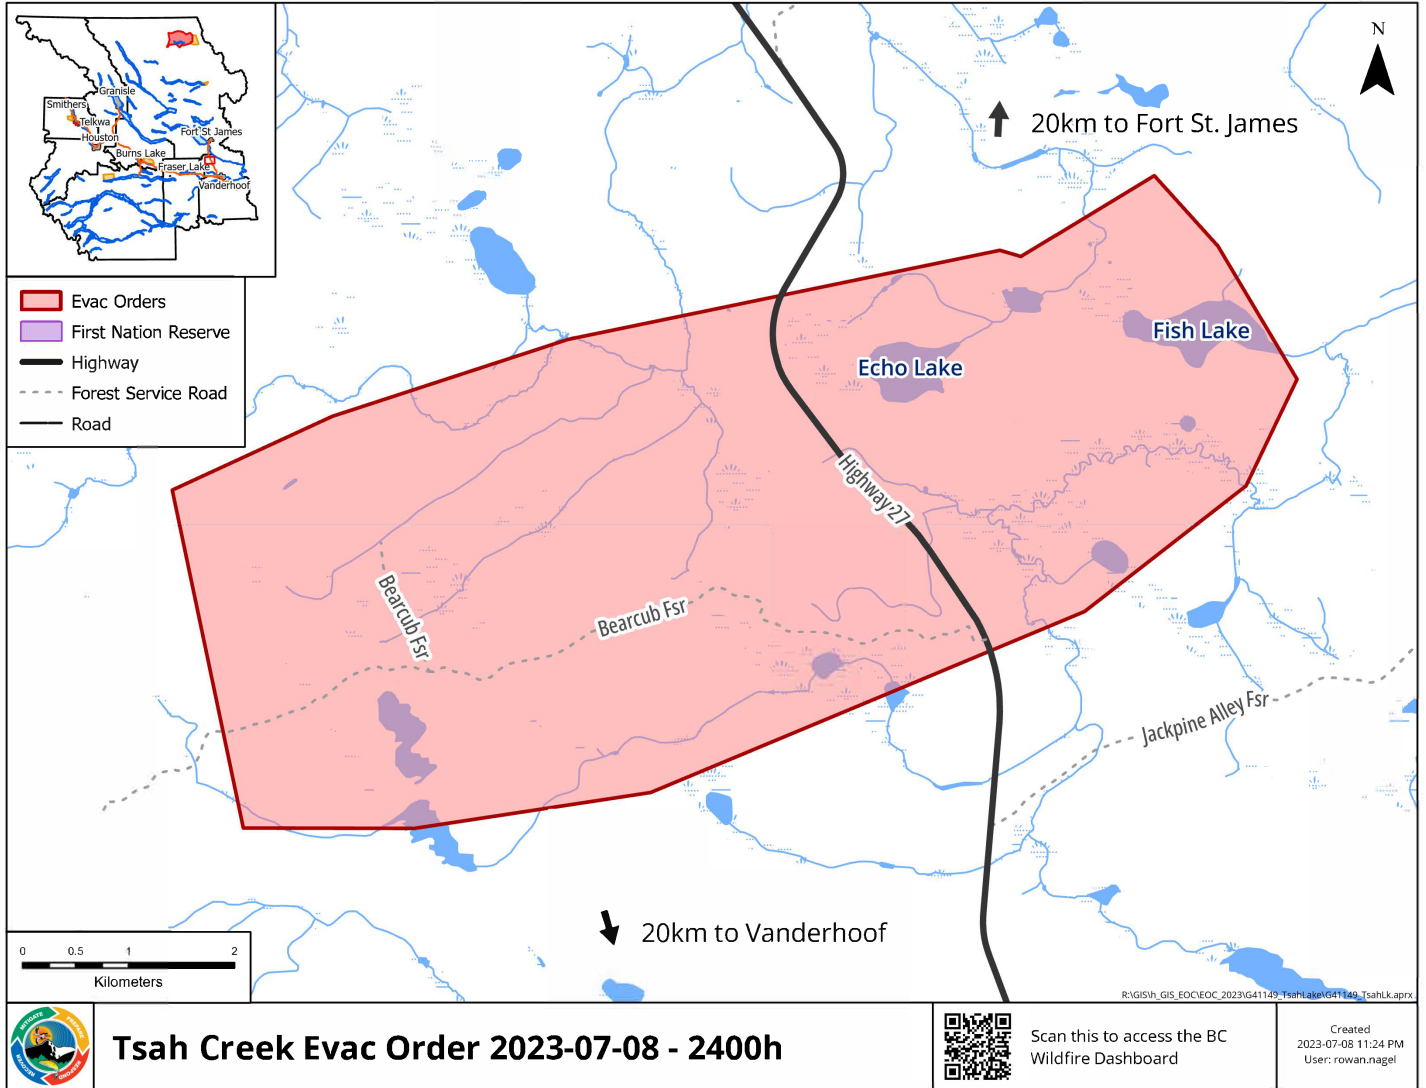 Granisle
Smithers
Telkwa
Houston
Fort St James
Burns Lake
Fraser Lake
Vanderhoof
N
20km to Fort St. James
Evac Orders
First Nation Reserve
Highway
Forest Service Road
Road
Fish Lake
Echo Lake
Highway 27
Bearcub Fsr
Bearcub Fsr
Jackpine Alley Fsr
20km to Vanderhoof
0 0.5 1 2
Kilometers
R:\GIS\h_GIS_EOC\EOC_2023\G41149_TsahLake\G41149_TsahLk.aprx
MITIGATE
PREPARE
RESPOND
RECOVER
Tsah Creek Evac Order 2023-07-08 - 2400h
Scan this to access the BC
Wildfire Dashboard
Created
2023-07-08 11:24 PM
User: rowan.nagel